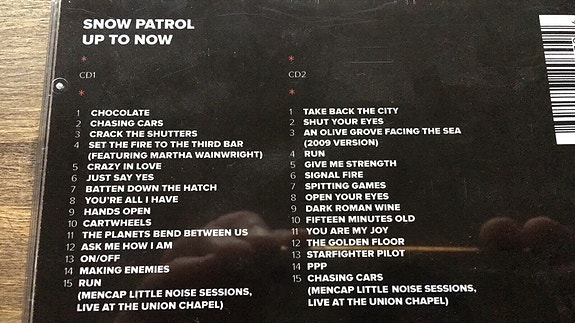 SNOW PATROL
UP TO NOW
*
CD1
*
1 CHOCOLATE
2 CHASING CARS
3 CRACK THE SHUTTERS
4 SET THE FIRE TO THE THIRD BAR
(FEATURING MARTHA WAINWRIGHT)
5 CRAZY IN LOVE
6 JUST SAY YES
7 BATTEN DOWN THE HATCH
8 YOU'RE ALL I HAVE
9 HANDS OPEN
10 CARTWHEELS
11 THE PLANETS BEND BETWEEN US
12 ASK ME HOW I AM
13 ON/OFF
14 MAKING ENEMIES
15 RUN
(MENCAP LITTLE NOISE SESSIONS,
LIVE AT THE UNION CHAPEL)
*
CD2
*
1 TAKE BACK THE CITY
2 SHUT YOUR EYES
3 AN OLIVE GROVE FACING THE SEA
(2009 VERSION)
4 RUN
5 GIVE ME STRENGTH
6 SIGNAL FIRE
7 SPITTING GAMES
8 OPEN YOUR EYES
9 DARK ROMAN WINE
10 FIFTEEN MINUTES OLD
11 YOU ARE MY JOY
12 THE GOLDEN FLOOR
13 STARFIGHTER PILOT
14 PPP
15 CHASING CARS
(MENCAP LITTLE NOISE SESSIONS,
LIVE AT THE UNION CHAPEL)